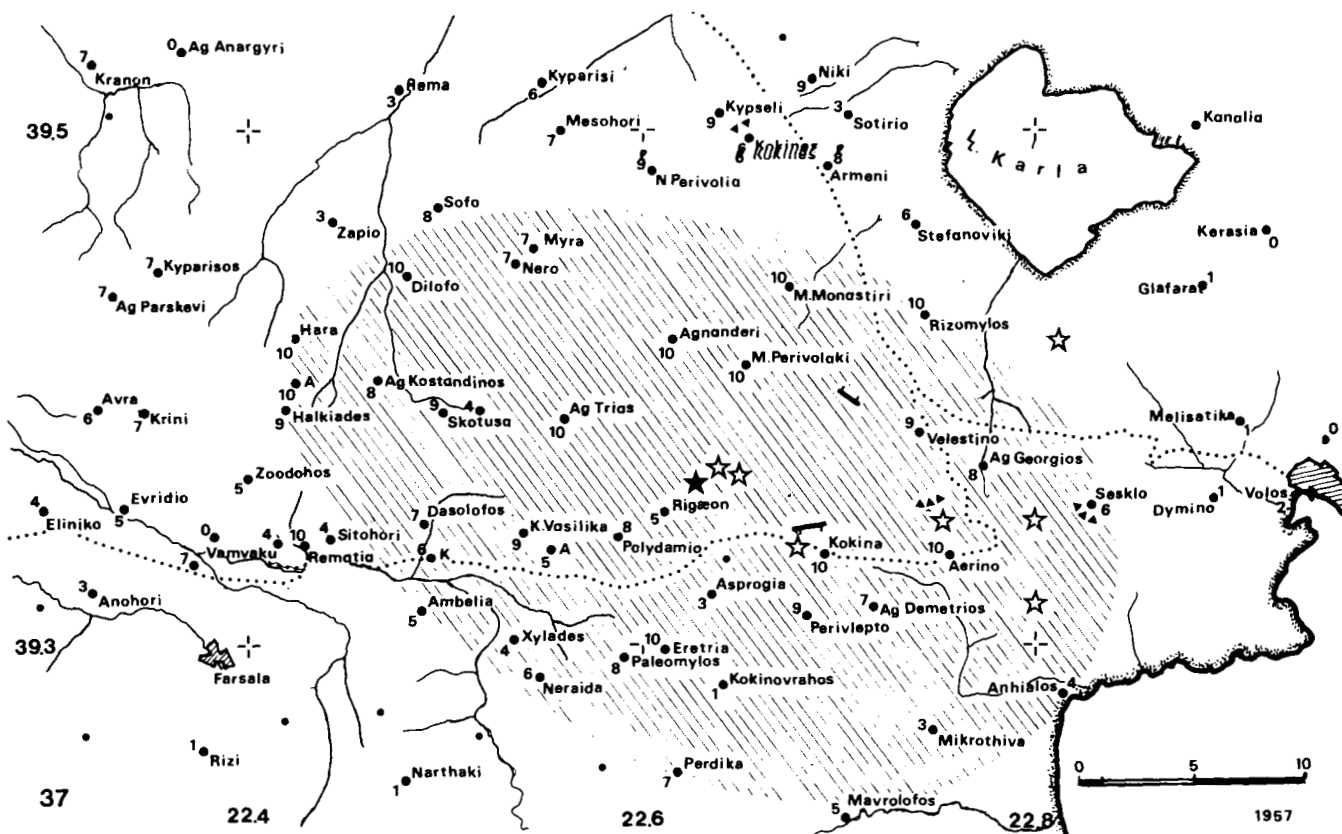 0 Ag Anargyri
7 Kranon
3 Rema
6 Kyparisi
9 Niki
39.5
7 Mesohori
9 Kypseli
3 Sotirio
Kanalia
6 Kokines
L. Karla
9 N Perivolia
8 Armeni
8 Sofo
3 Zapio
6 Stefanoviki
Kerasia 0
7 Myra
7 Nero
7 Kyparisos
7 Ag Parskevi
10 Dilofo
10 M.Monastiri
Glafarat 1
10 Rizomylos
Hara 10
Agnanderi 10
M.Perivolaki 10
10 A
Ag Kostandinos 8
Avra 6
Krini 7
Halkiades 9
9 Skotusa 4
Ag Trias 10
Melisatika 1
9 Velestino
0
Ag Georgios 8
Zoodohos 5
4 Eliniko
Evridio 5
7 Dasolofos
Rigæon 5
Sesklo 6
Dymino 1
Volos 2
0 Vamvaku 7
4 10 Rematia
4 Sitohori
6 K
K.Vasilika 9
5 A
8 Polydamio
Kokina 10
10 Aerino
3 Anohori
Ambelia 5
Asprogia 3
9 Perivlepto
7 Ag Demetrios
39.3
Farsala
Xylades 4
10 Eretria
8 Paleomylos
6 Neraida
1 Kokinovrahos
Anhialos 4
3 Mikrothiva
1 Rizi
1 Narthaki
Perdika 7
0 5 10
37
22.4
22.6
5 Mavrolofos
22.8
1957